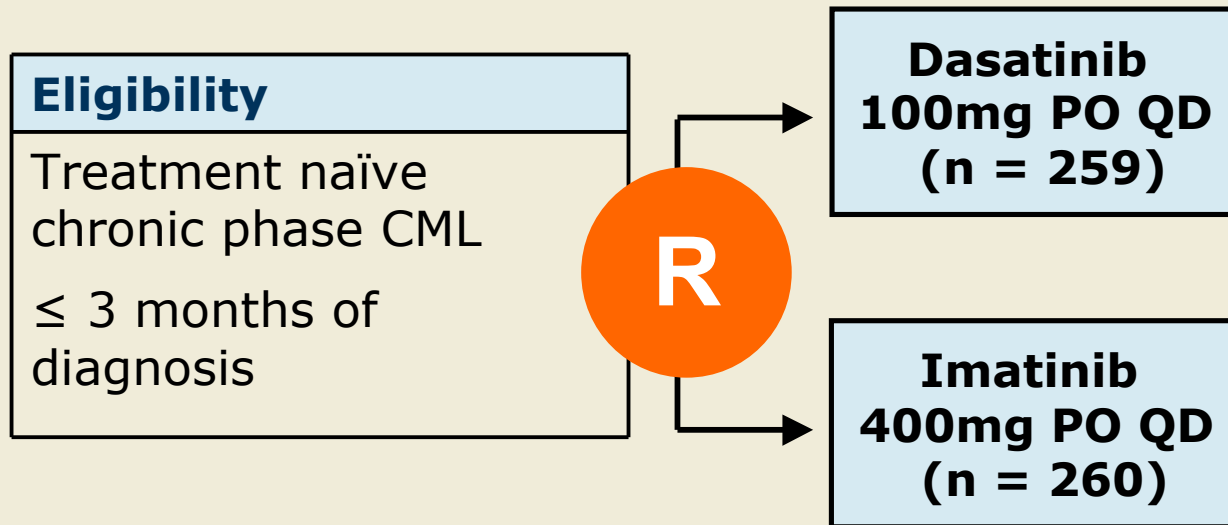 Eligibility
Treatment naïve
chronic phase CML
≤ 3 months of
diagnosis
R
Dasatinib
100mg PO QD
(n = 259)
Imatinib
400mg PO QD
(n = 260)